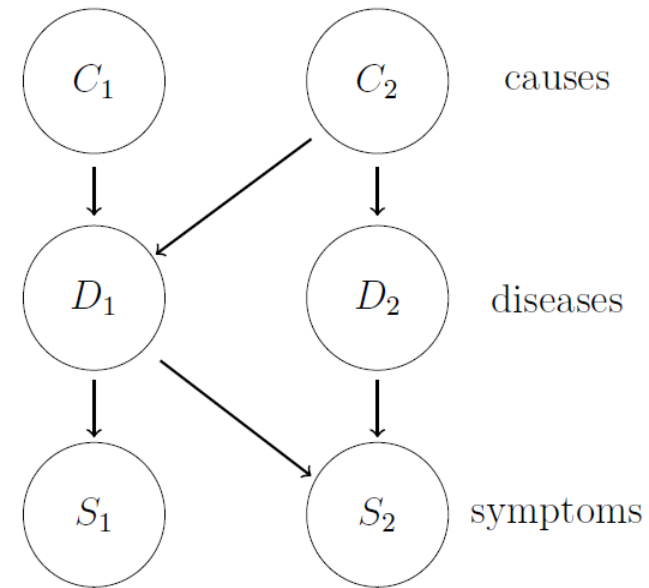 C₁ C₂ causes
D₁ D₂ diseases
S₁ S₂ symptoms